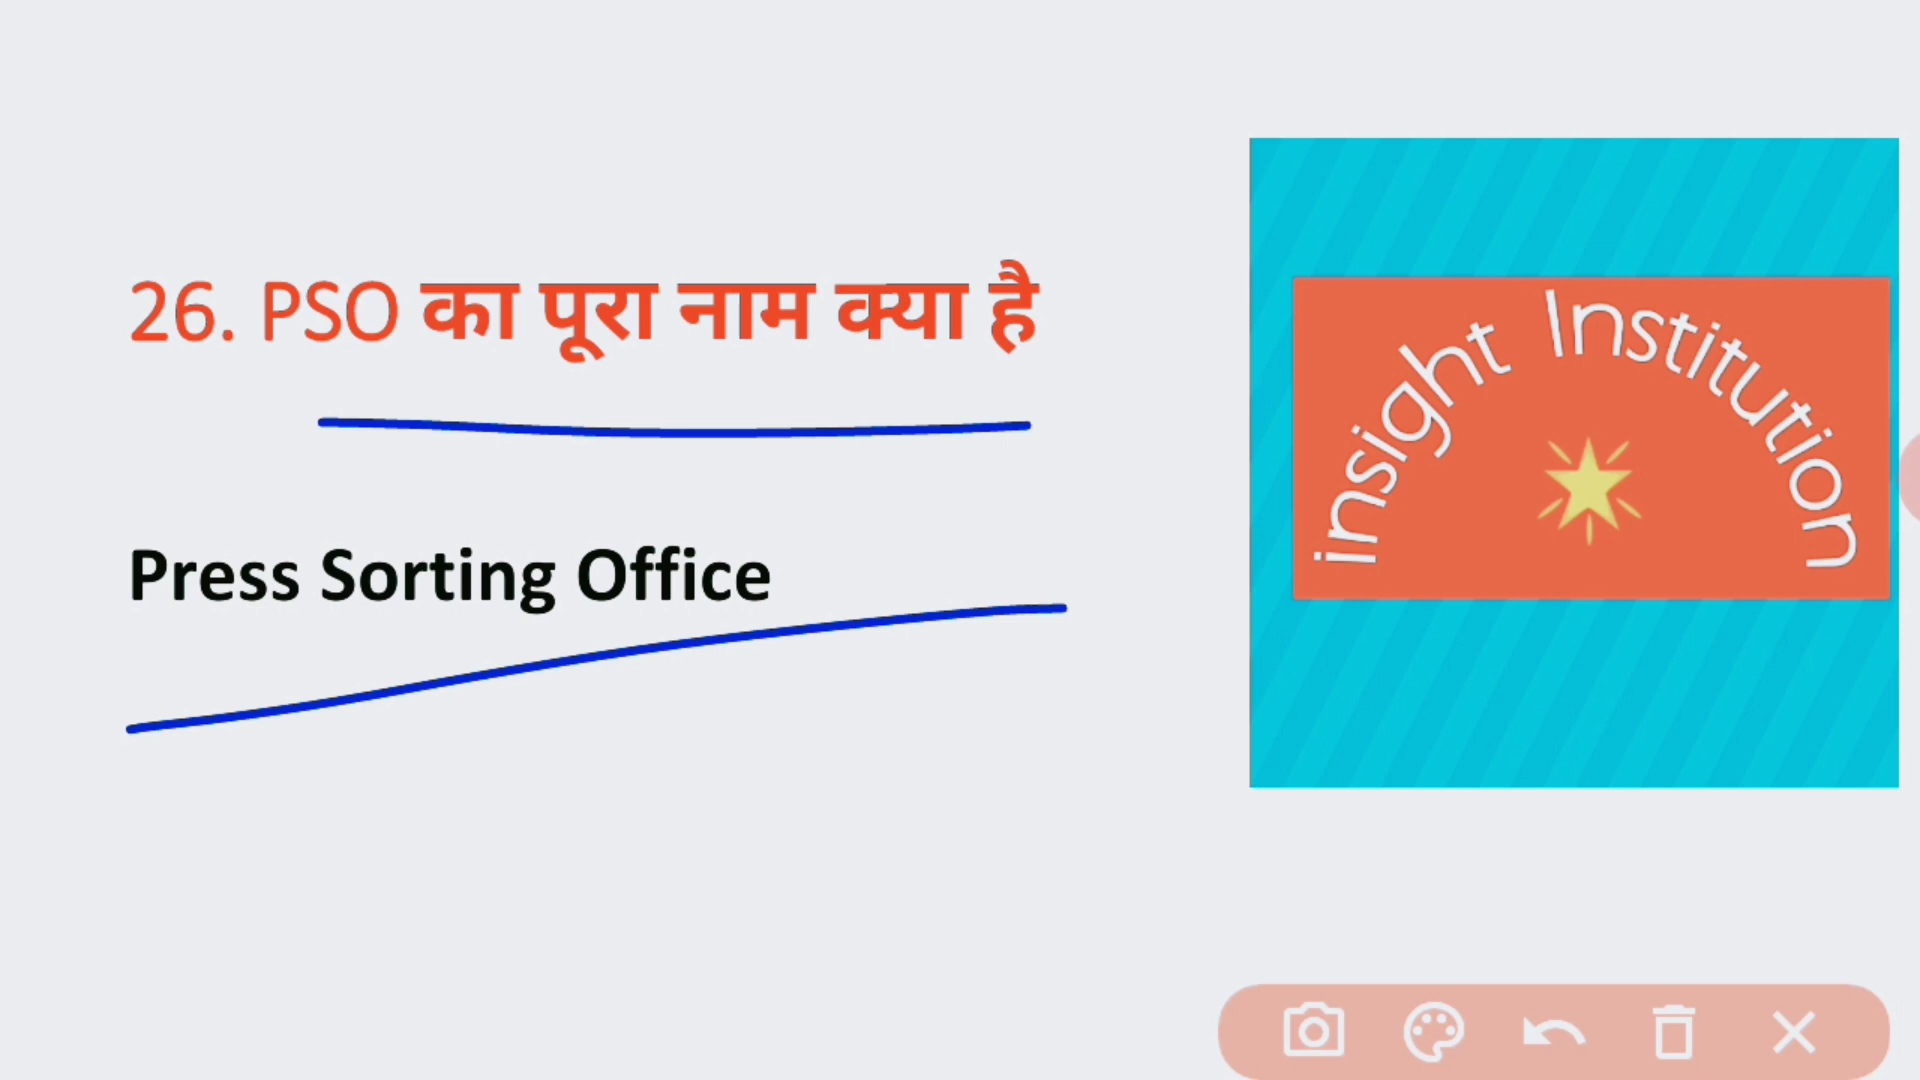 26. PSO का पूरा नाम क्या है
Press Sorting Office
insight Institution